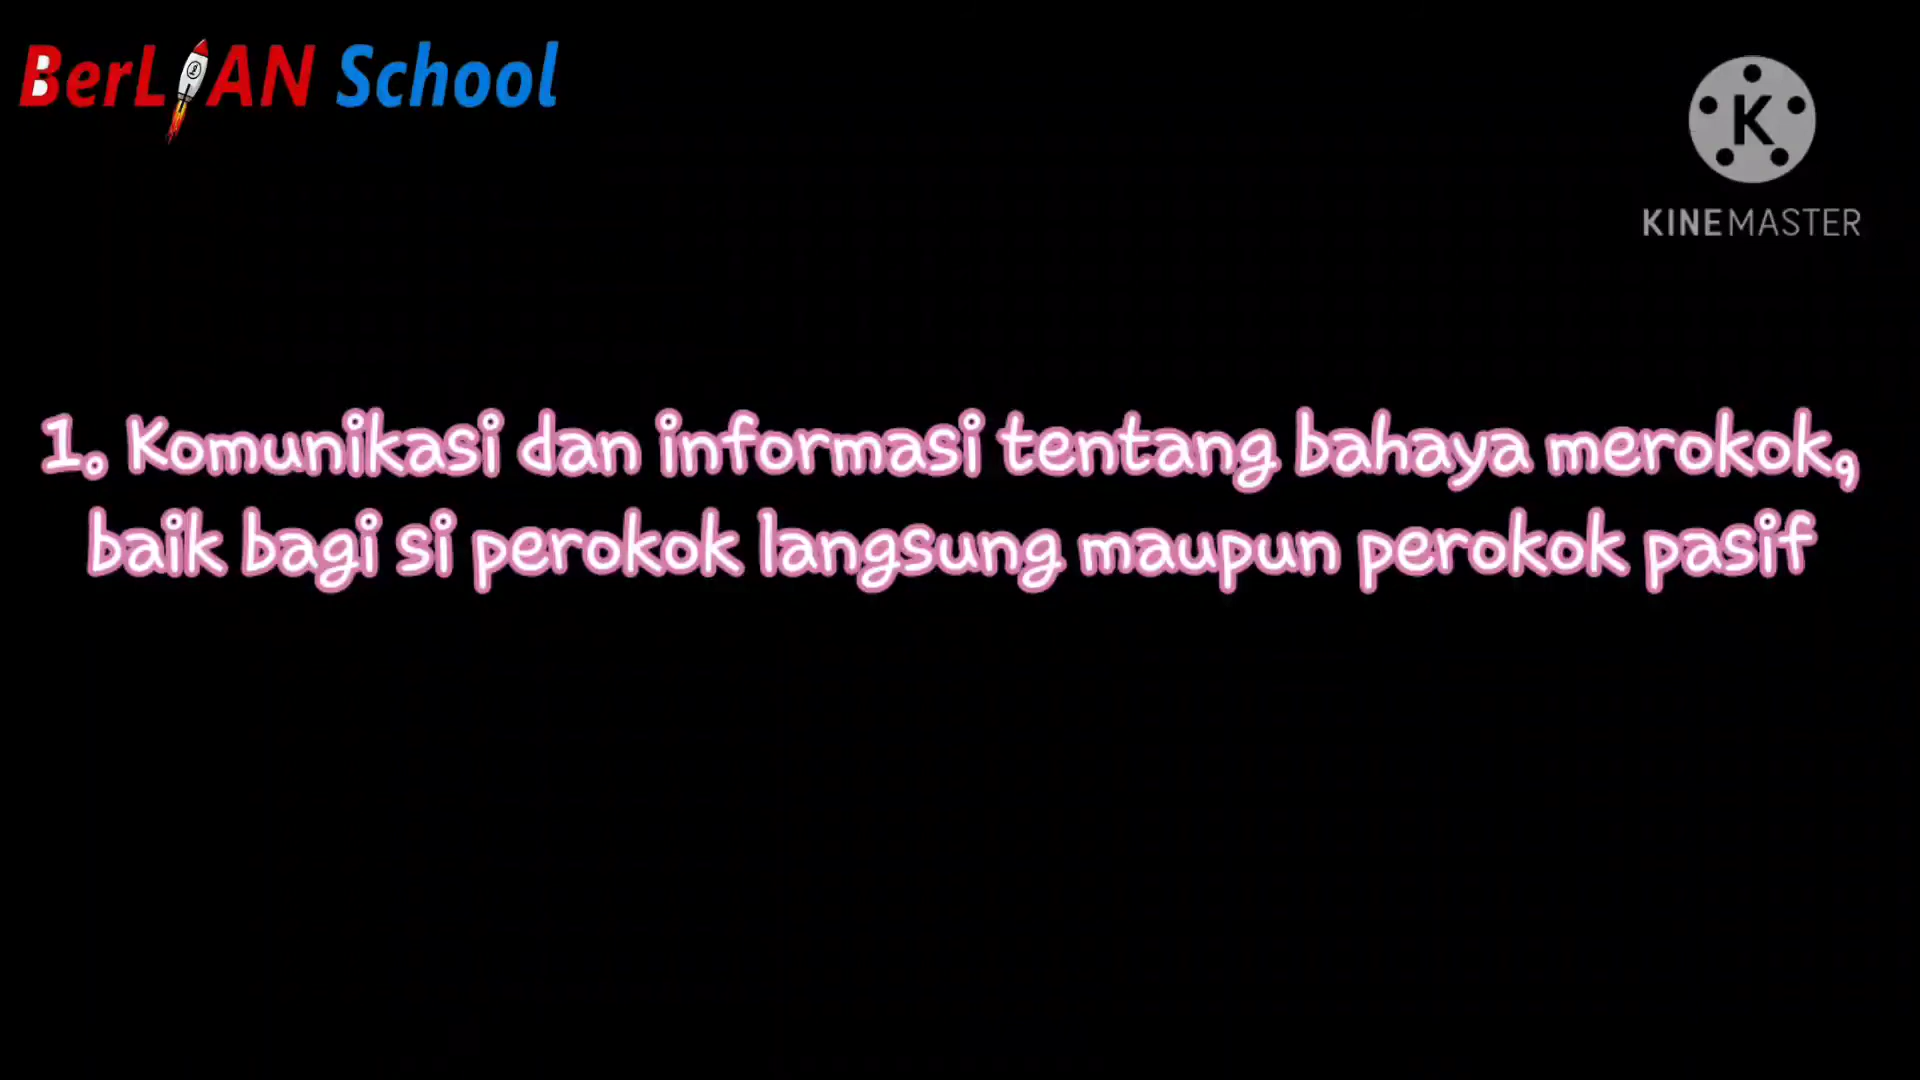 BerLIAN School
KINEMASTER
1. Komunikasi dan informasi tentang bahaya merokok,
baik bagi si perokok langsung maupun perokok pasif